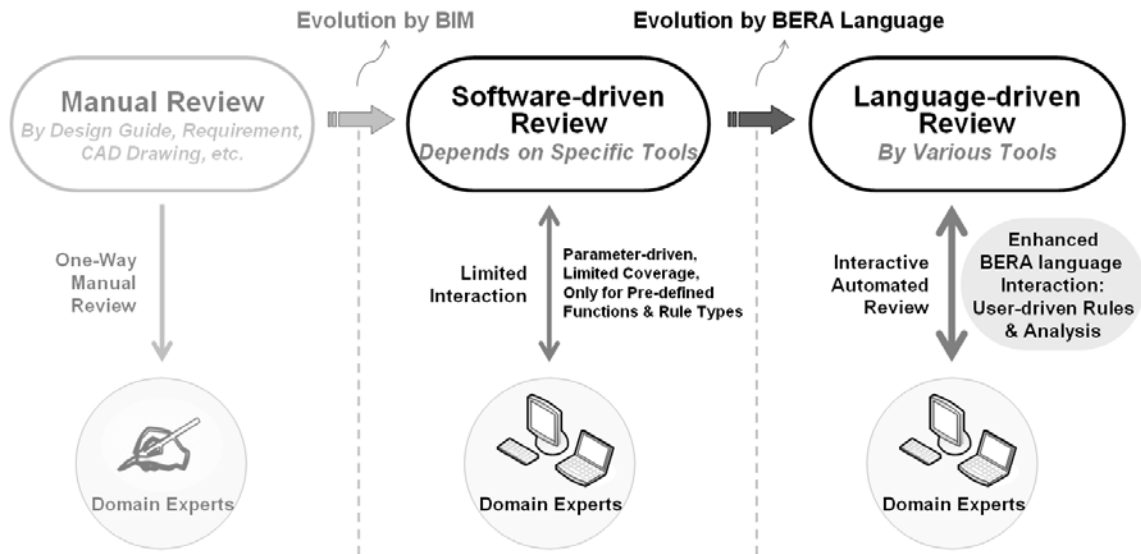 Evolution by BIM
Evolution by BERA Language
Manual Review
By Design Guide, Requirement,
CAD Drawing, etc.
Software-driven
Review
Depends on Specific Tools
Language-driven
Review
By Various Tools
One-Way
Manual
Review
Limited
Interaction
Parameter-driven,
Limited Coverage,
Only for Pre-defined
Functions & Rule Types
Interactive
Automated
Review
Enhanced
BERA language
Interaction:
User-driven Rules
& Analysis
Domain Experts
Domain Experts
Domain Experts